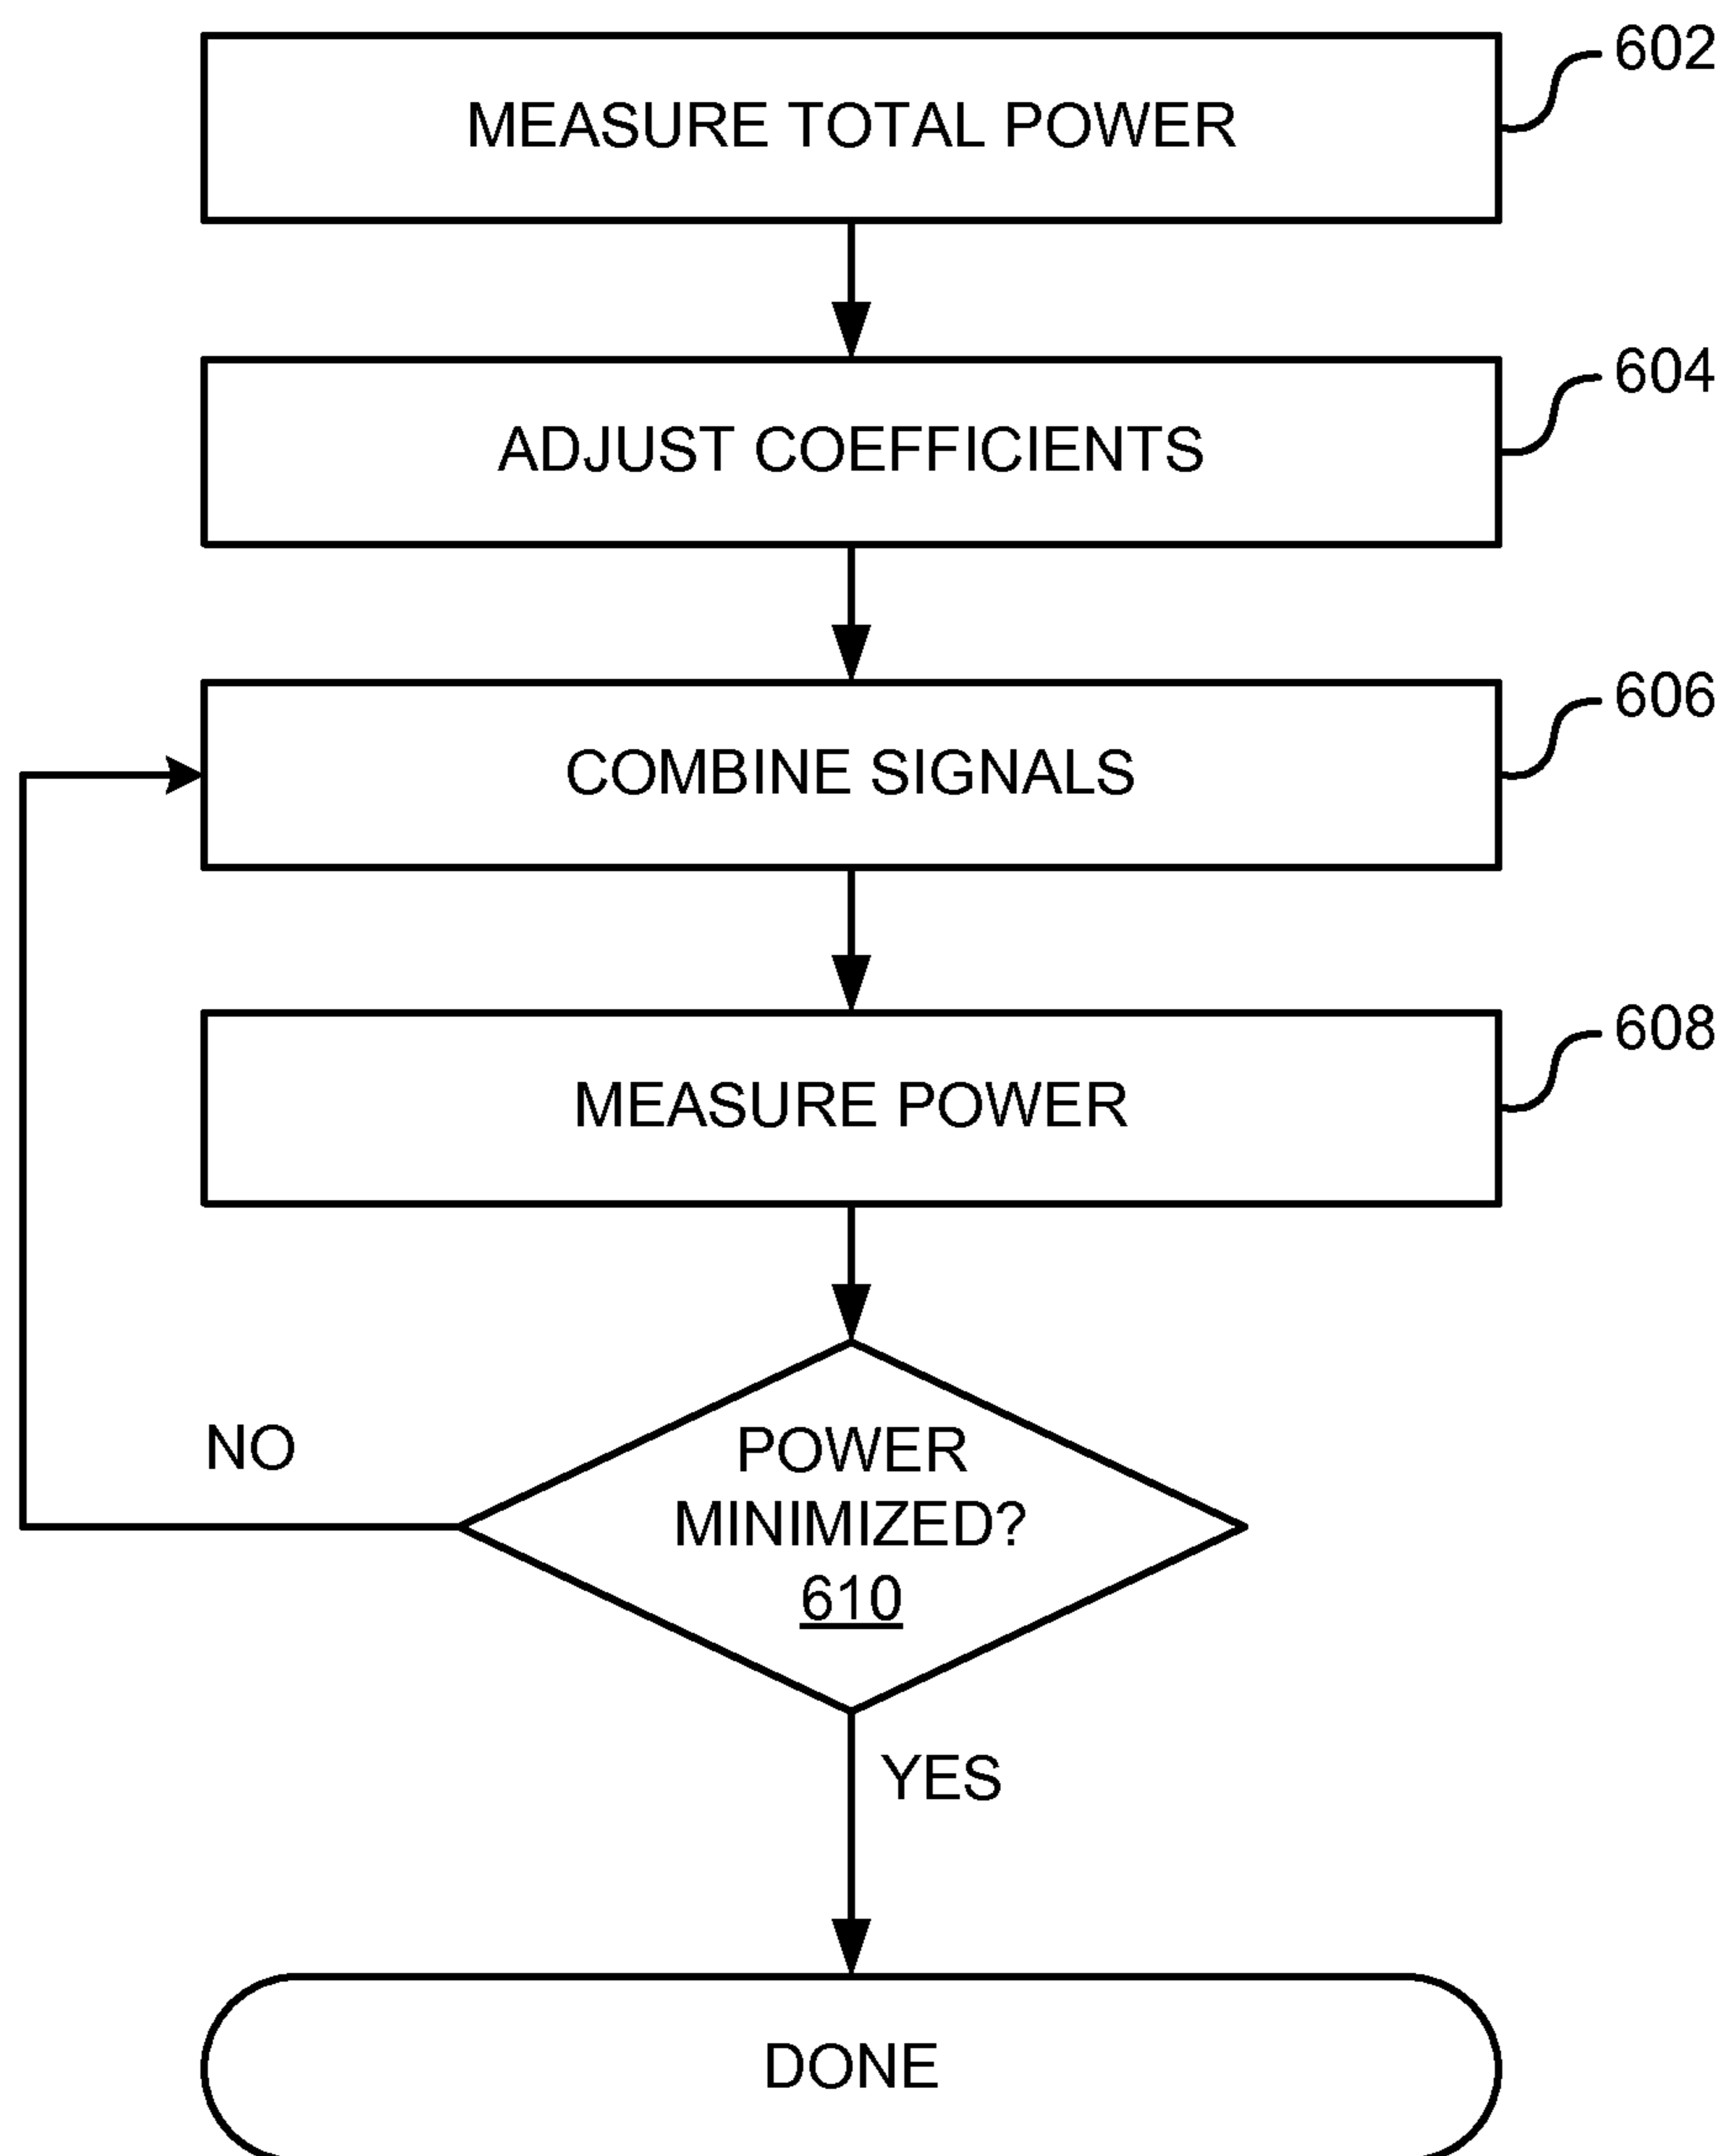 602
MEASURE TOTAL POWER
604
ADJUST COEFFICIENTS
606
COMBINE SIGNALS
608
MEASURE POWER
NO
POWER
MINIMIZED?
610
YES
DONE